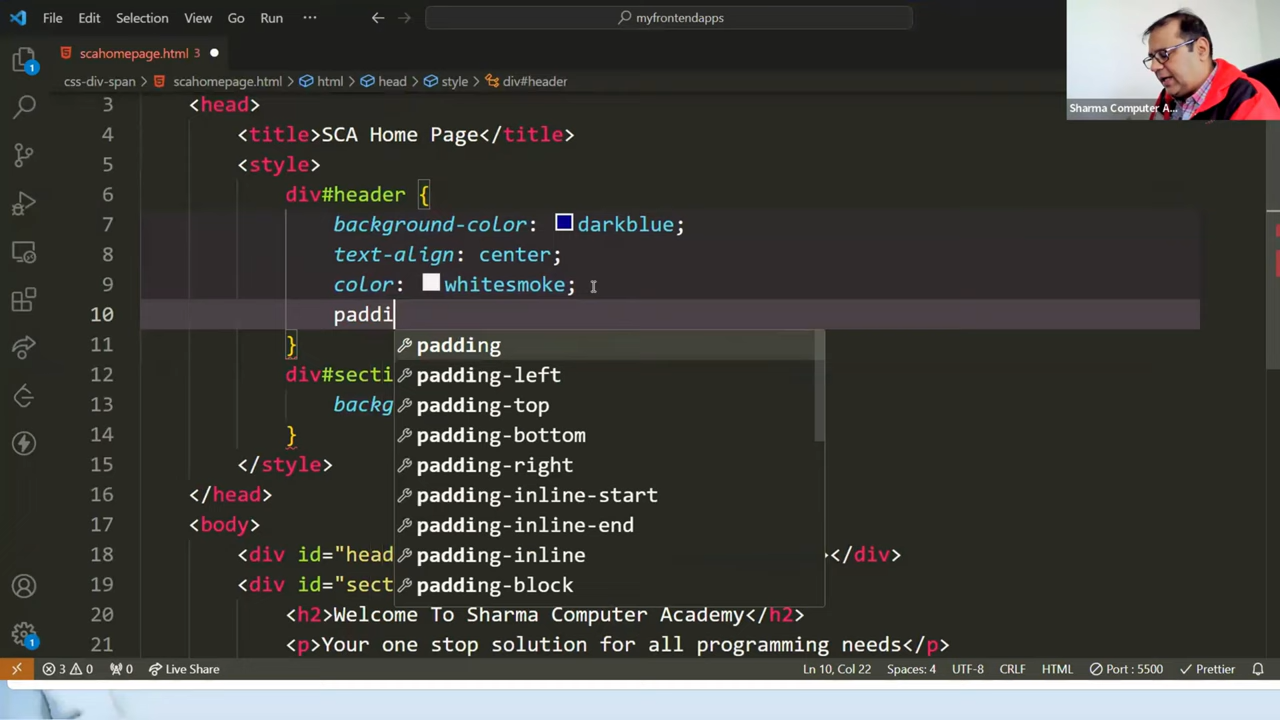 File Edit Selection View Go Run ···
myfrontendapps
scahomepage.html 3
css-div-span > scahomepage.html > html > head > style > div#header
3 <head>
4 <title>SCA Home Page</title>
5 <style>
6 div#header {
7 background-color: darkblue;
8 text-align: center;
9 color: whitesmoke;
10 paddi
11 }
12 div#secti
13 backg
14 }
15 </style>
16 </head>
17 <body>
18 <div id="head ></div>
19 <div id="sect
20 <h2>Welcome To Sharma Computer Academy</h2>
21 <p>Your one stop solution for all programming needs</p>
padding
padding-left
padding-top
padding-bottom
padding-right
padding-inline-start
padding-inline-end
padding-inline
padding-block
Sharma Computer A...
1
1
3 0 0 Live Share Ln 10, Col 22 Spaces: 4 UTF-8 CRLF HTML Port : 5500 Prettier